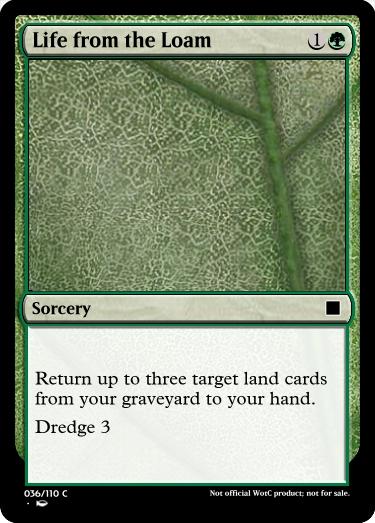 Life from the Loam 1
Sorcery
Return up to three target land cards
from your graveyard to your hand.
Dredge 3
036/110 C
Not official WotC product; not for sale.